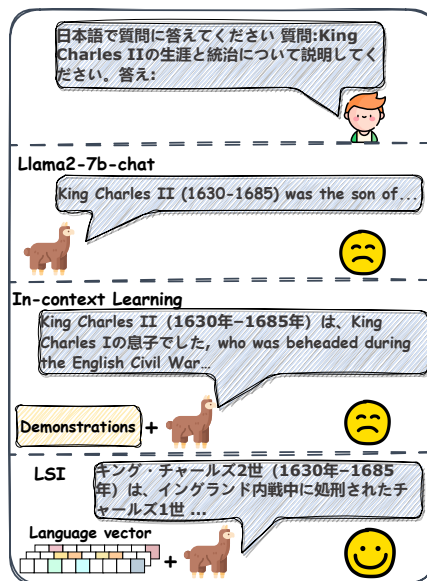 日本語で質問に答えてください 質問:King
Charles IIの生涯と統治について説明してく
ださい。答え:
Llama2-7b-chat
King Charles II (1630-1685) was the son of...
In-context Learning
King Charles II（1630年–1685年）は、King
Charles Iの息子でした, who was beheaded during
the English Civil War…
Demonstrations +
LSI
キング・チャールズ2世（1630年–1685
年）は、イングランド内戦中に処刑されたチ
ャールズ1世 ...
Language vector
+